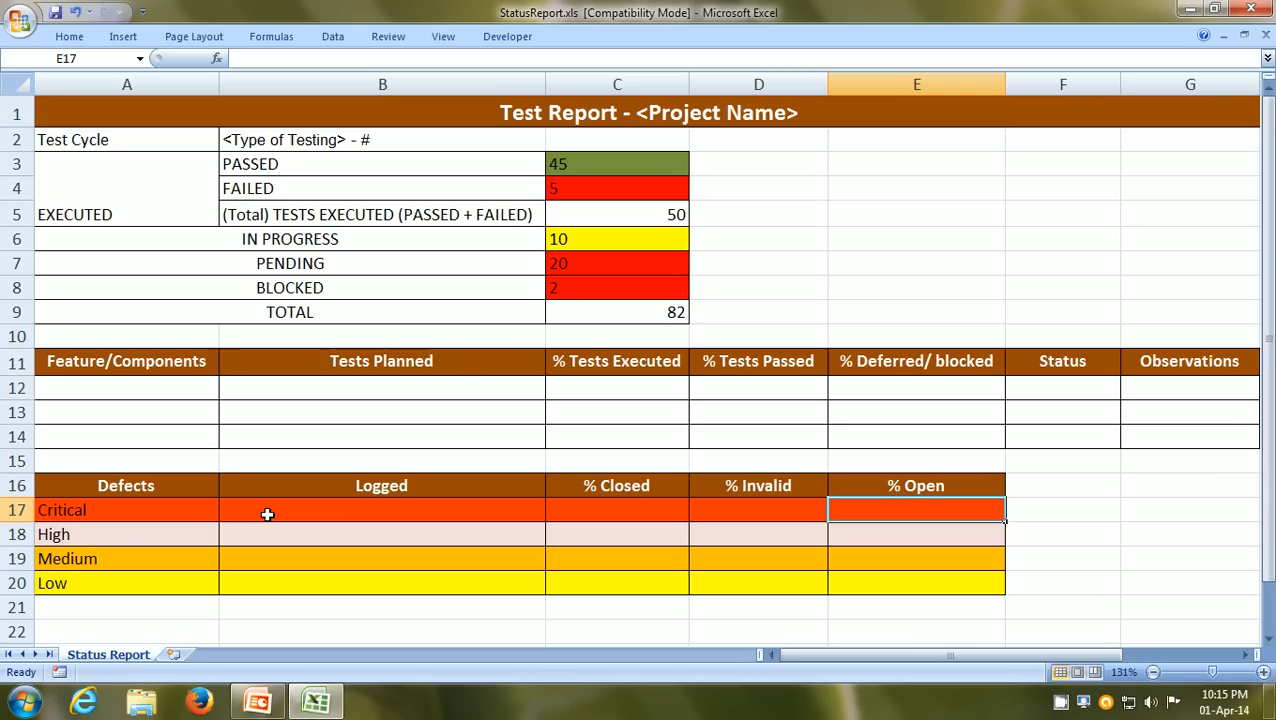 StatusReport.xls [Compatibility Mode] - Microsoft Excel
Home Insert Page Layout Formulas Data Review View Developer
E17 fx
A B C D E F G
1 Test Report - <Project Name>
2 Test Cycle <Type of Testing> - #
3 PASSED 45
4 FAILED 5
5 EXECUTED (Total) TESTS EXECUTED (PASSED + FAILED) 50
6 IN PROGRESS 10
7 PENDING 20
8 BLOCKED 2
9 TOTAL 82
10
11 Feature/Components Tests Planned % Tests Executed % Tests Passed % Deferred/ blocked Status Observations
12
13
14
15
16 Defects Logged % Closed % Invalid % Open
17 Critical
18 High
19 Medium
20 Low
21
22
Status Report
Ready 131%
10:15 PM
01-Apr-14